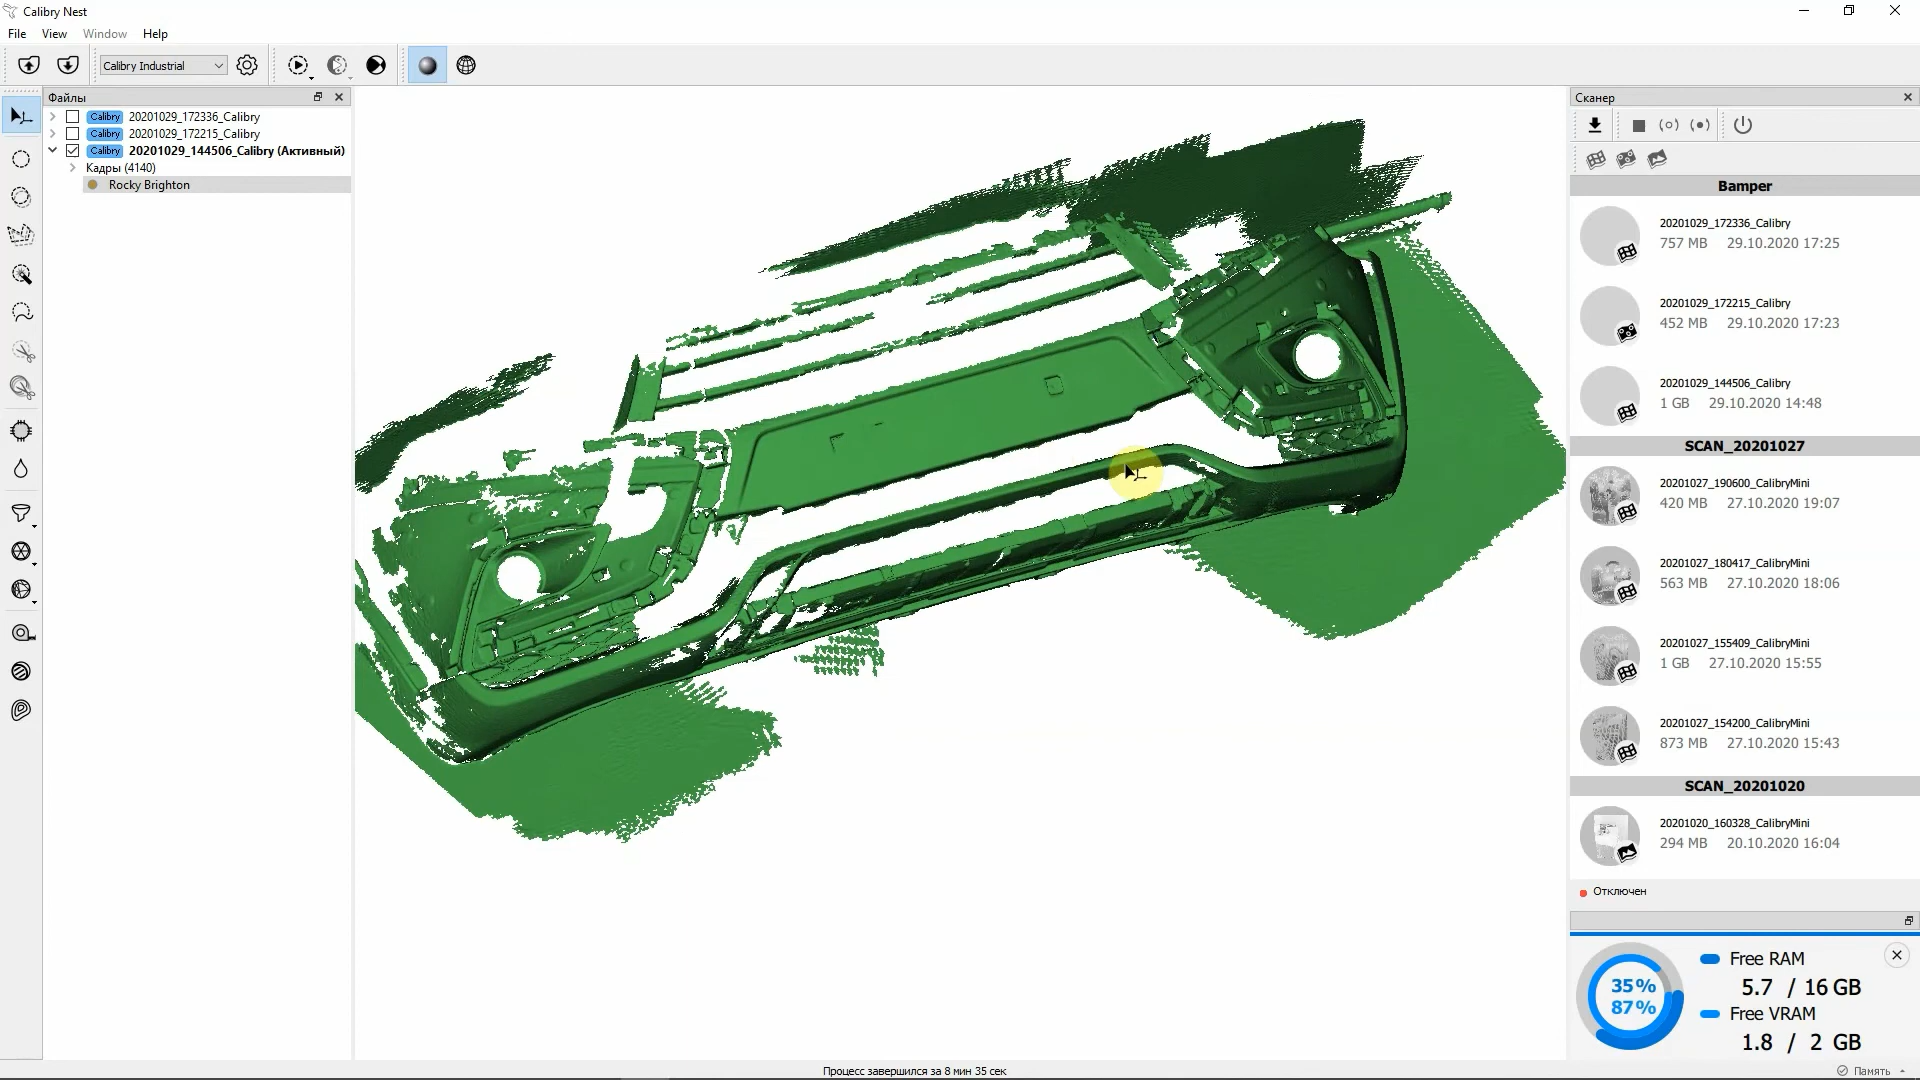 Calibry Nest
File View Window Help
Calibry Industrial
Файлы
Calibry 20201029_172336_Calibry
Calibry 20201029_172215_Calibry
Calibry 20201029_144506_Calibry (Активный)
Кадры (4140)
Rocky Brighton
Сканер
Bamper
20201029_172336_Calibry
757 MB 29.10.2020 17:25
20201029_172215_Calibry
452 MB 29.10.2020 17:23
20201029_144506_Calibry
1 GB 29.10.2020 14:48
SCAN_20201027
20201027_190600_CalibryMini
420 MB 27.10.2020 19:07
20201027_180417_CalibryMini
563 MB 27.10.2020 18:06
20201027_155409_CalibryMini
1 GB 27.10.2020 15:55
20201027_154200_CalibryMini
873 MB 27.10.2020 15:43
SCAN_20201020
20201020_160328_CalibryMini
294 MB 20.10.2020 16:04
Отключен
35%
87%
Free RAM
5.7 / 16 GB
Free VRAM
1.8 / 2 GB
Процесс завершился за 8 мин 35 сек
Память